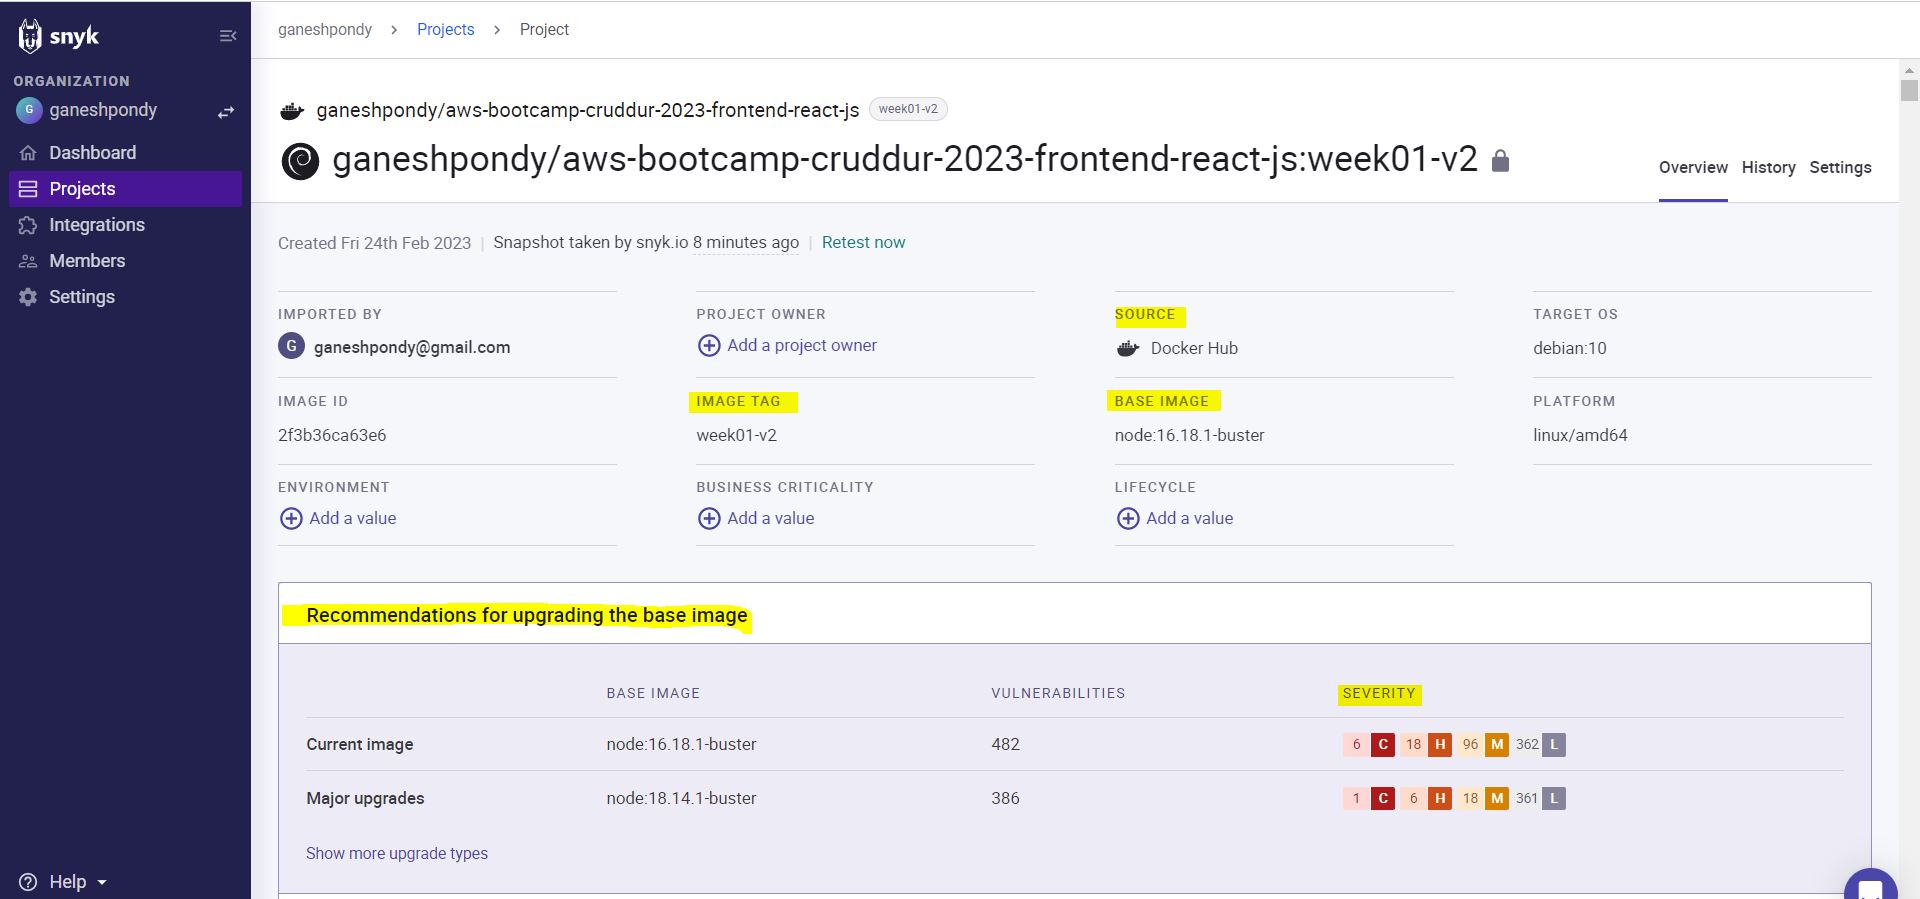 snyk
ORGANIZATION
G ganeshpondy
Dashboard
Projects
Integrations
Members
Settings
Help
ganeshpondy > Projects > Project
ganeshpondy/aws-bootcamp-cruddur-2023-frontend-react-js week01-v2
ganeshpondy/aws-bootcamp-cruddur-2023-frontend-react-js:week01-v2
Overview History Settings
Created Fri 24th Feb 2023 | Snapshot taken by snyk.io 8 minutes ago | Retest now
IMPORTED BY PROJECT OWNER SOURCE TARGET OS
G ganeshpondy@gmail.com Add a project owner Docker Hub debian:10
IMAGE ID IMAGE TAG BASE IMAGE PLATFORM
2f3b36ca63e6 week01-v2 node:16.18.1-buster linux/amd64
ENVIRONMENT BUSINESS CRITICALITY LIFECYCLE
Add a value Add a value Add a value
Recommendations for upgrading the base image
BASE IMAGE VULNERABILITIES SEVERITY
Current image node:16.18.1-buster 482 6 C 18 H 96 M 362 L
Major upgrades node:18.14.1-buster 386 1 C 6 H 18 M 361 L
Show more upgrade types